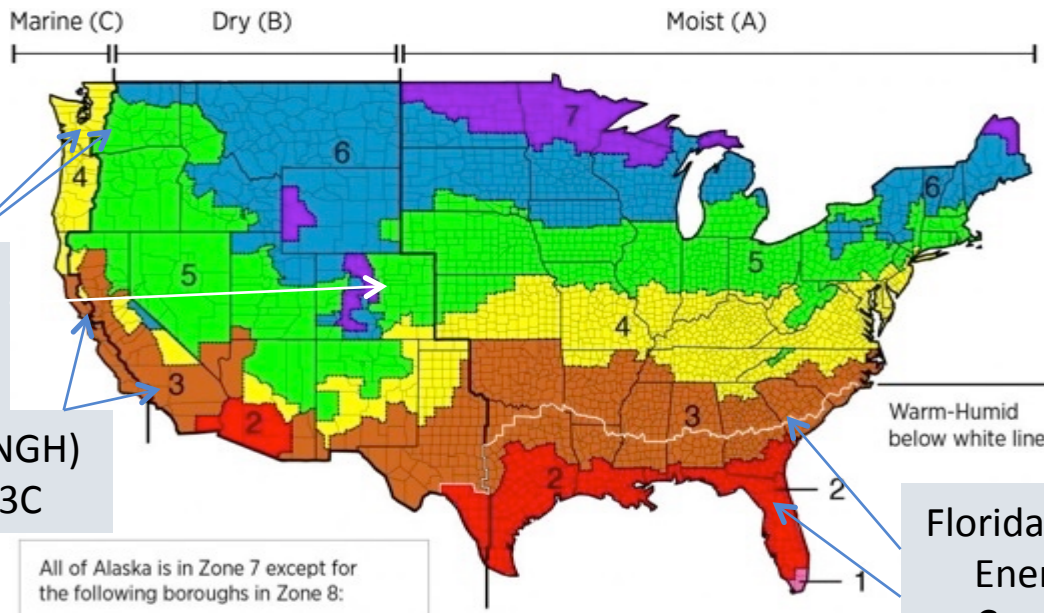 Marine (C)
Dry (B)
Moist (A)
7
6
6
4
5
5
4
3
3
2
2
2
1
Warm-Humid
below white line
NGH)
3C
Florida
Ener
All of Alaska is in Zone 7 except for
the following boroughs in Zone 8: